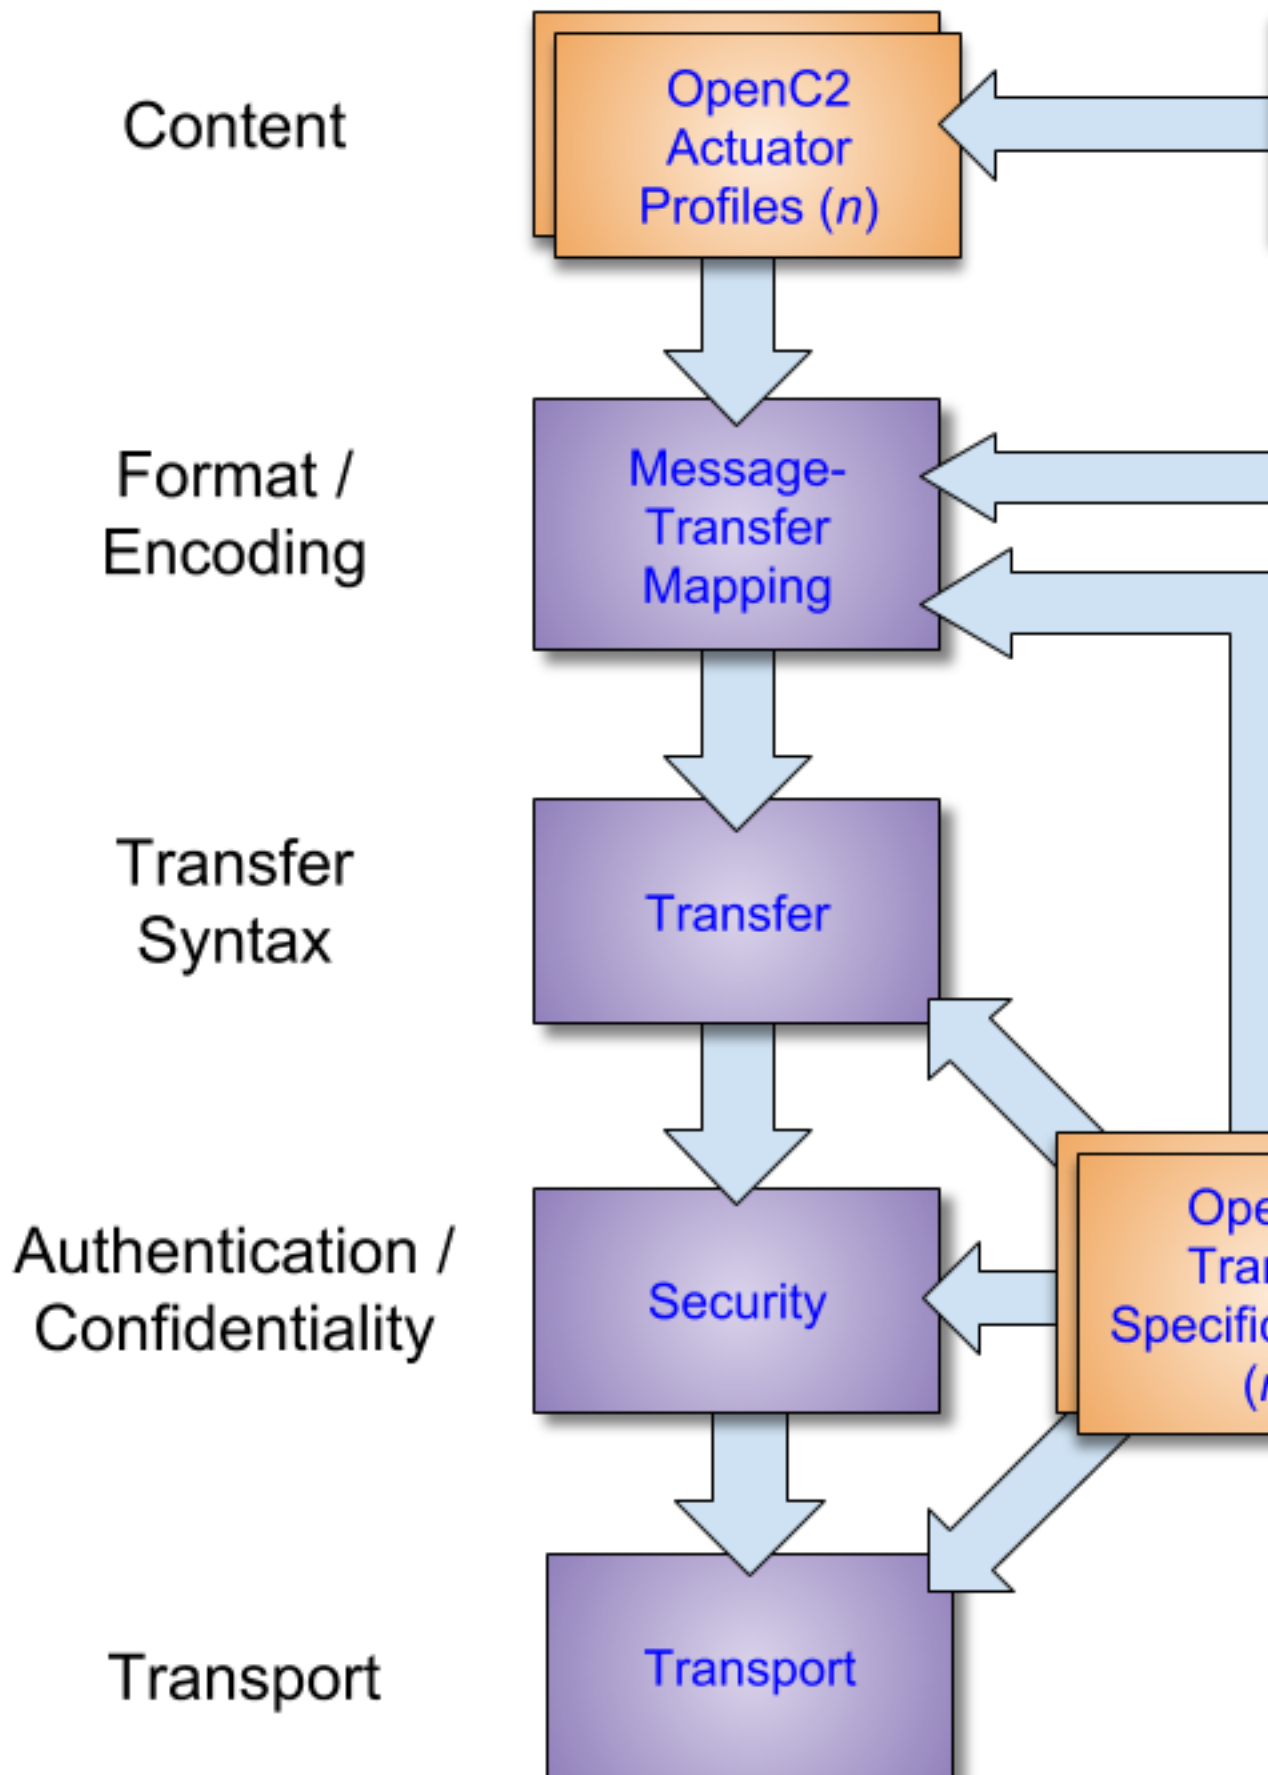 Content
OpenC2
Actuator
Profiles (n)
Format /
Encoding
Message-
Transfer
Mapping
Transfer
Syntax
Transfer
Authentication /
Confidentiality
Security
Transport
Transport